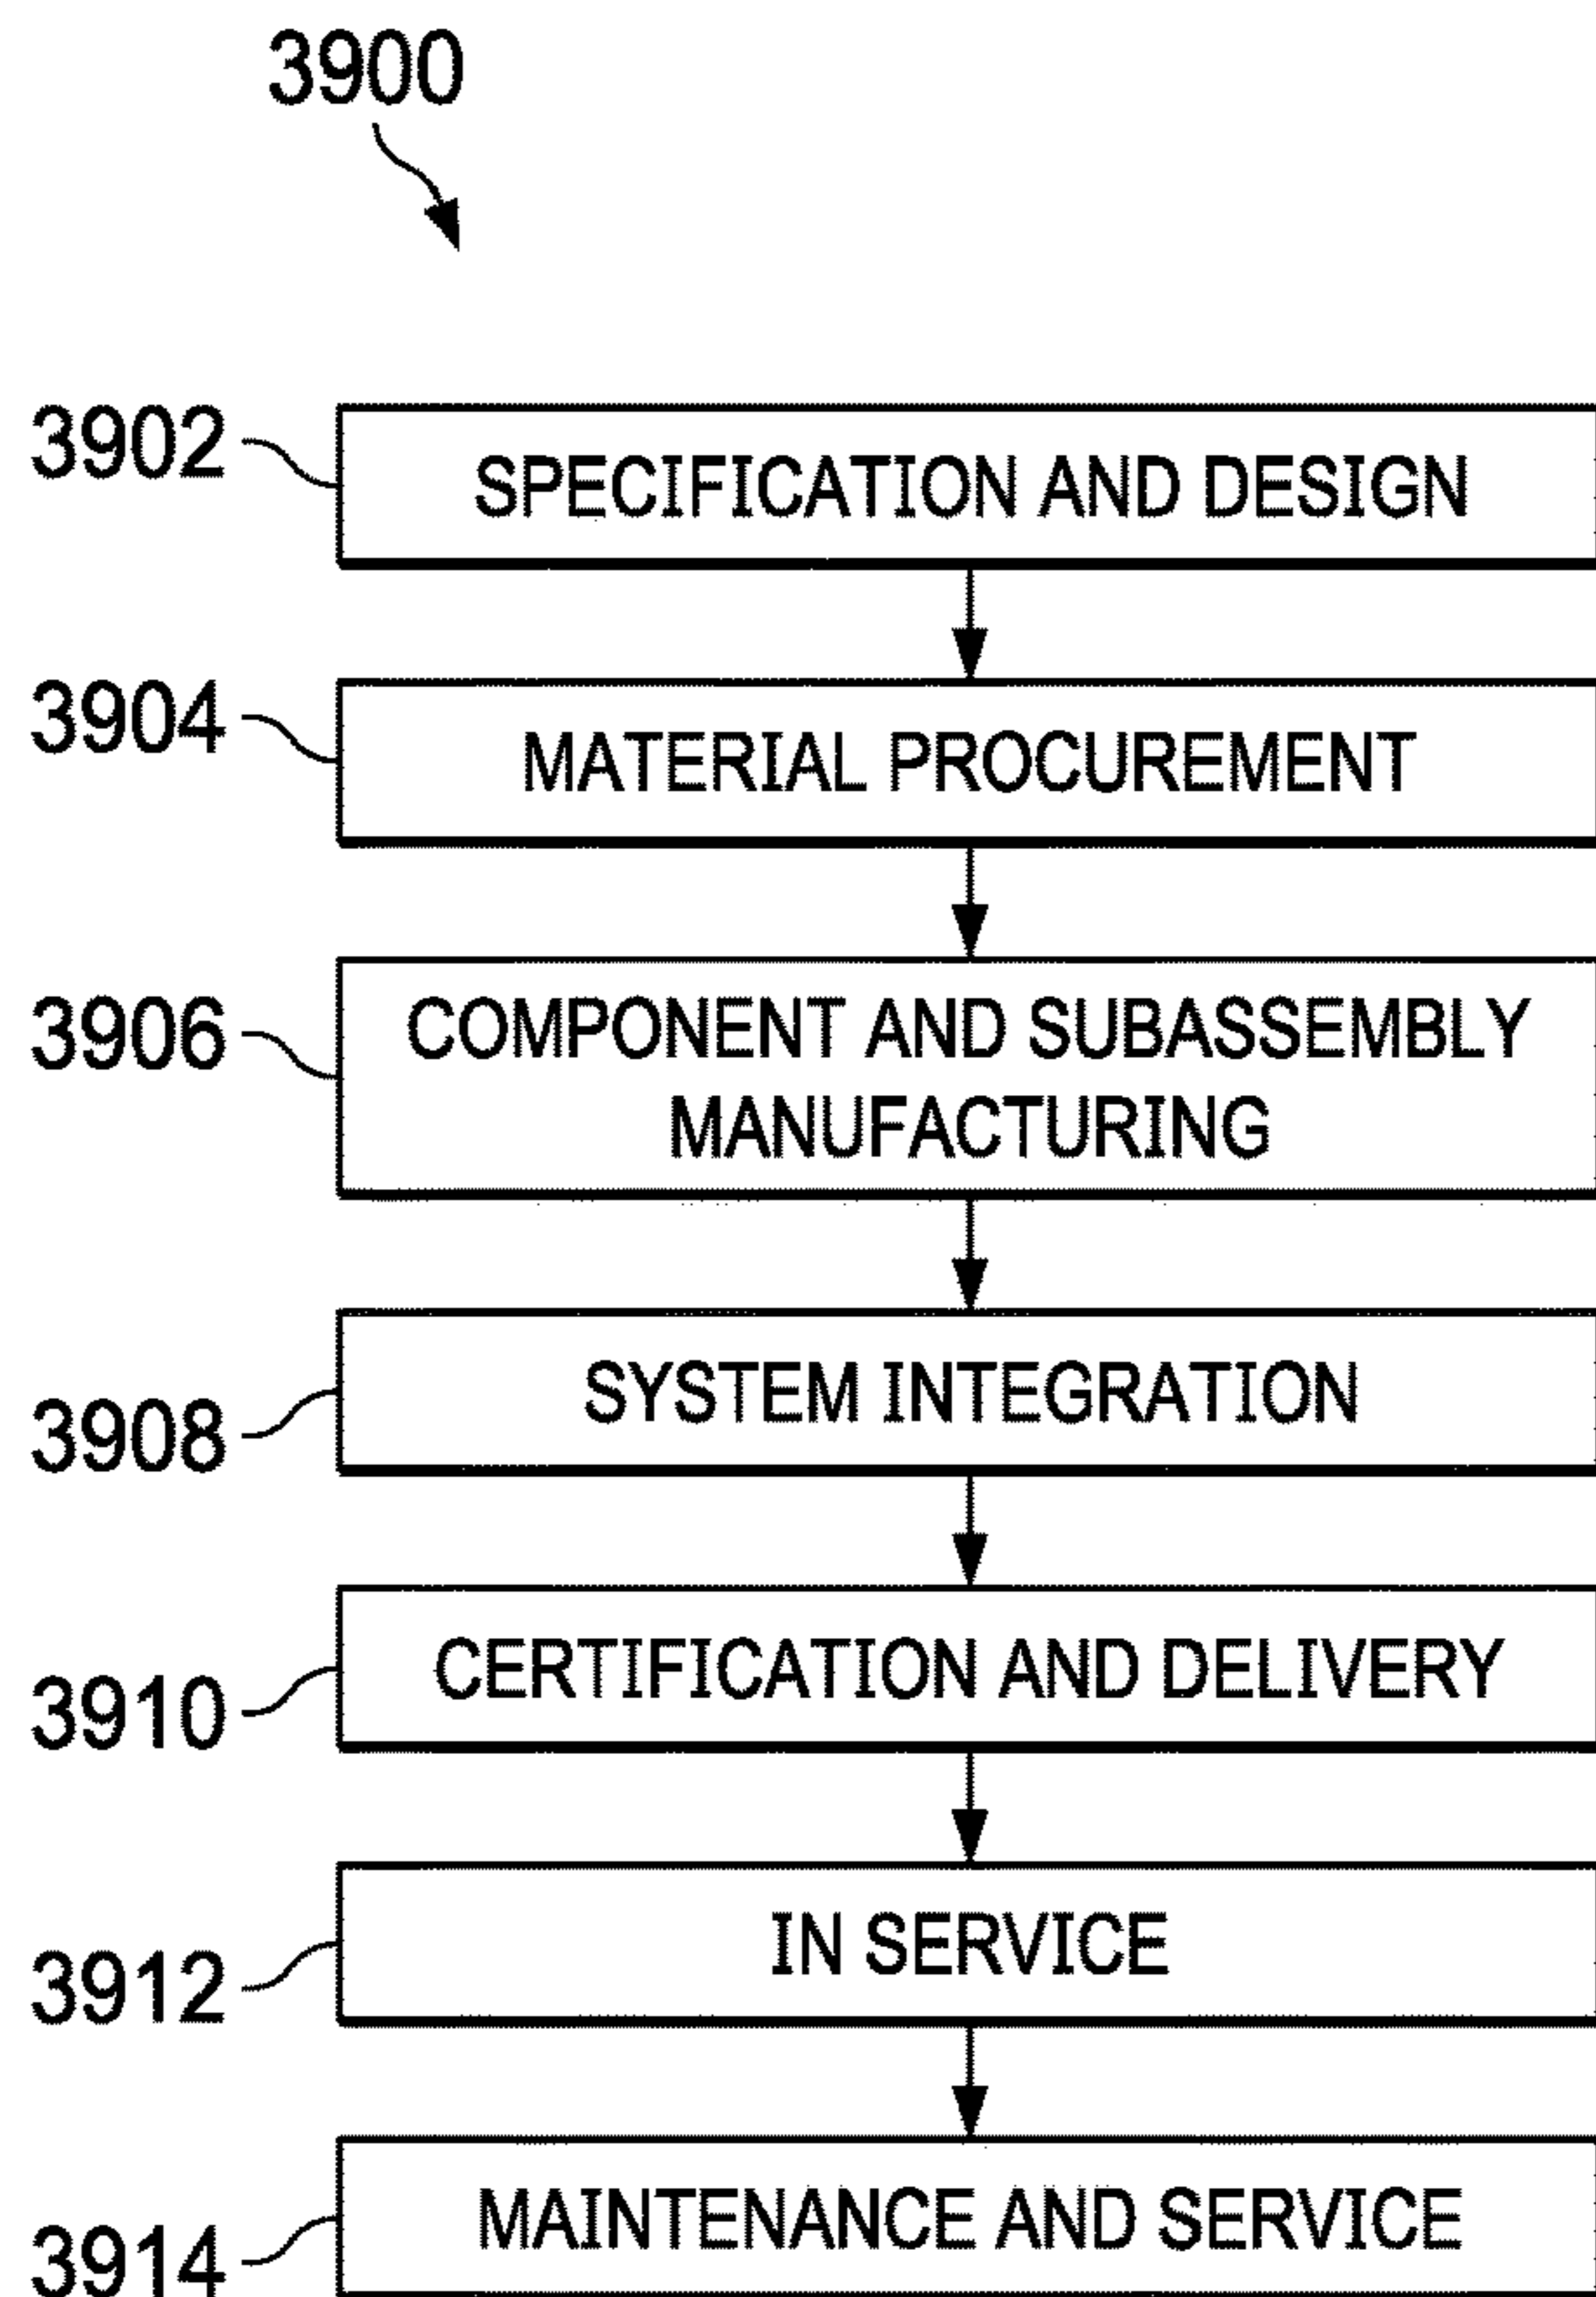 3900
3902 SPECIFICATION AND DESIGN
3904 MATERIAL PROCUREMENT
3906 COMPONENT AND SUBASSEMBLY
MANUFACTURING
3908 SYSTEM INTEGRATION
3910 CERTIFICATION AND DELIVERY
3912 IN SERVICE
3914 MAINTENANCE AND SERVICE